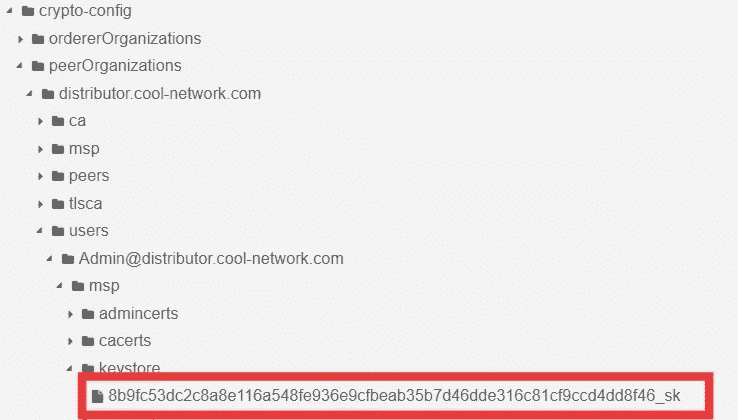 crypto-config
ordererOrganizations
peerOrganizations
distributor.cool-network.com
ca
msp
peers
tlsca
users
Admin@distributor.cool-network.com
msp
admincerts
cacerts
keystore
8b9fc53dc2c8a8e116a548fe936e9cfbeab35b7d46dde316c81cf9ccd4dd8f46_sk